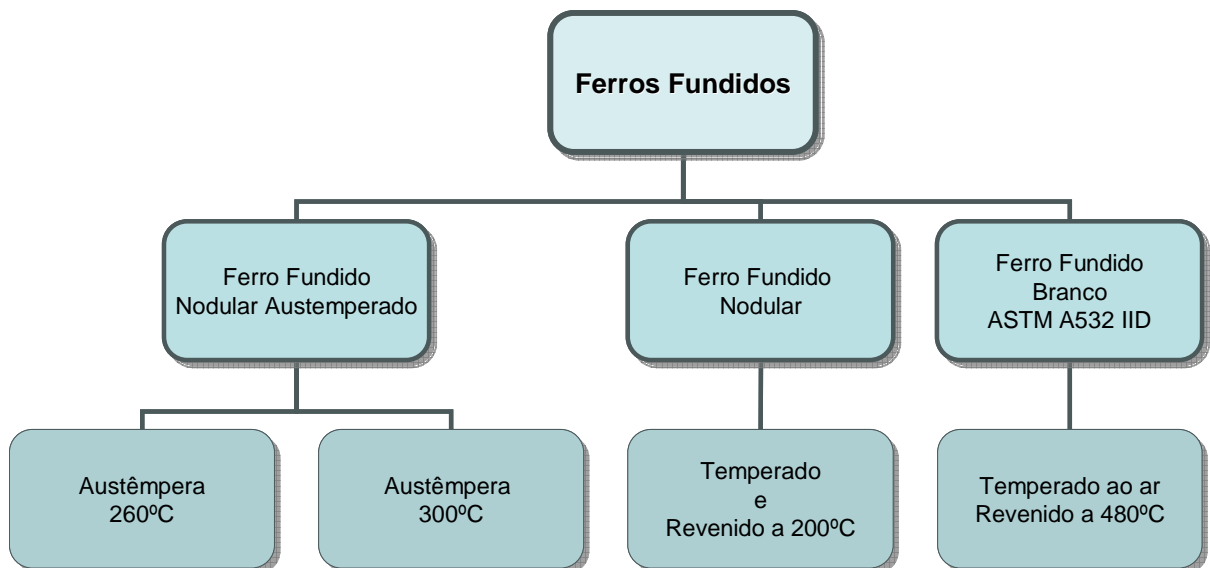 Ferros Fundidos
Ferro Fundido
Nodular Austemperado
Ferro Fundido
Nodular
Ferro Fundido
Branco
ASTM A532 IID
Austêmpera
260ºC
Austêmpera
300ºC
Temperado
e
Revenido a 200ºC
Temperado ao ar
Revenido a 480ºC